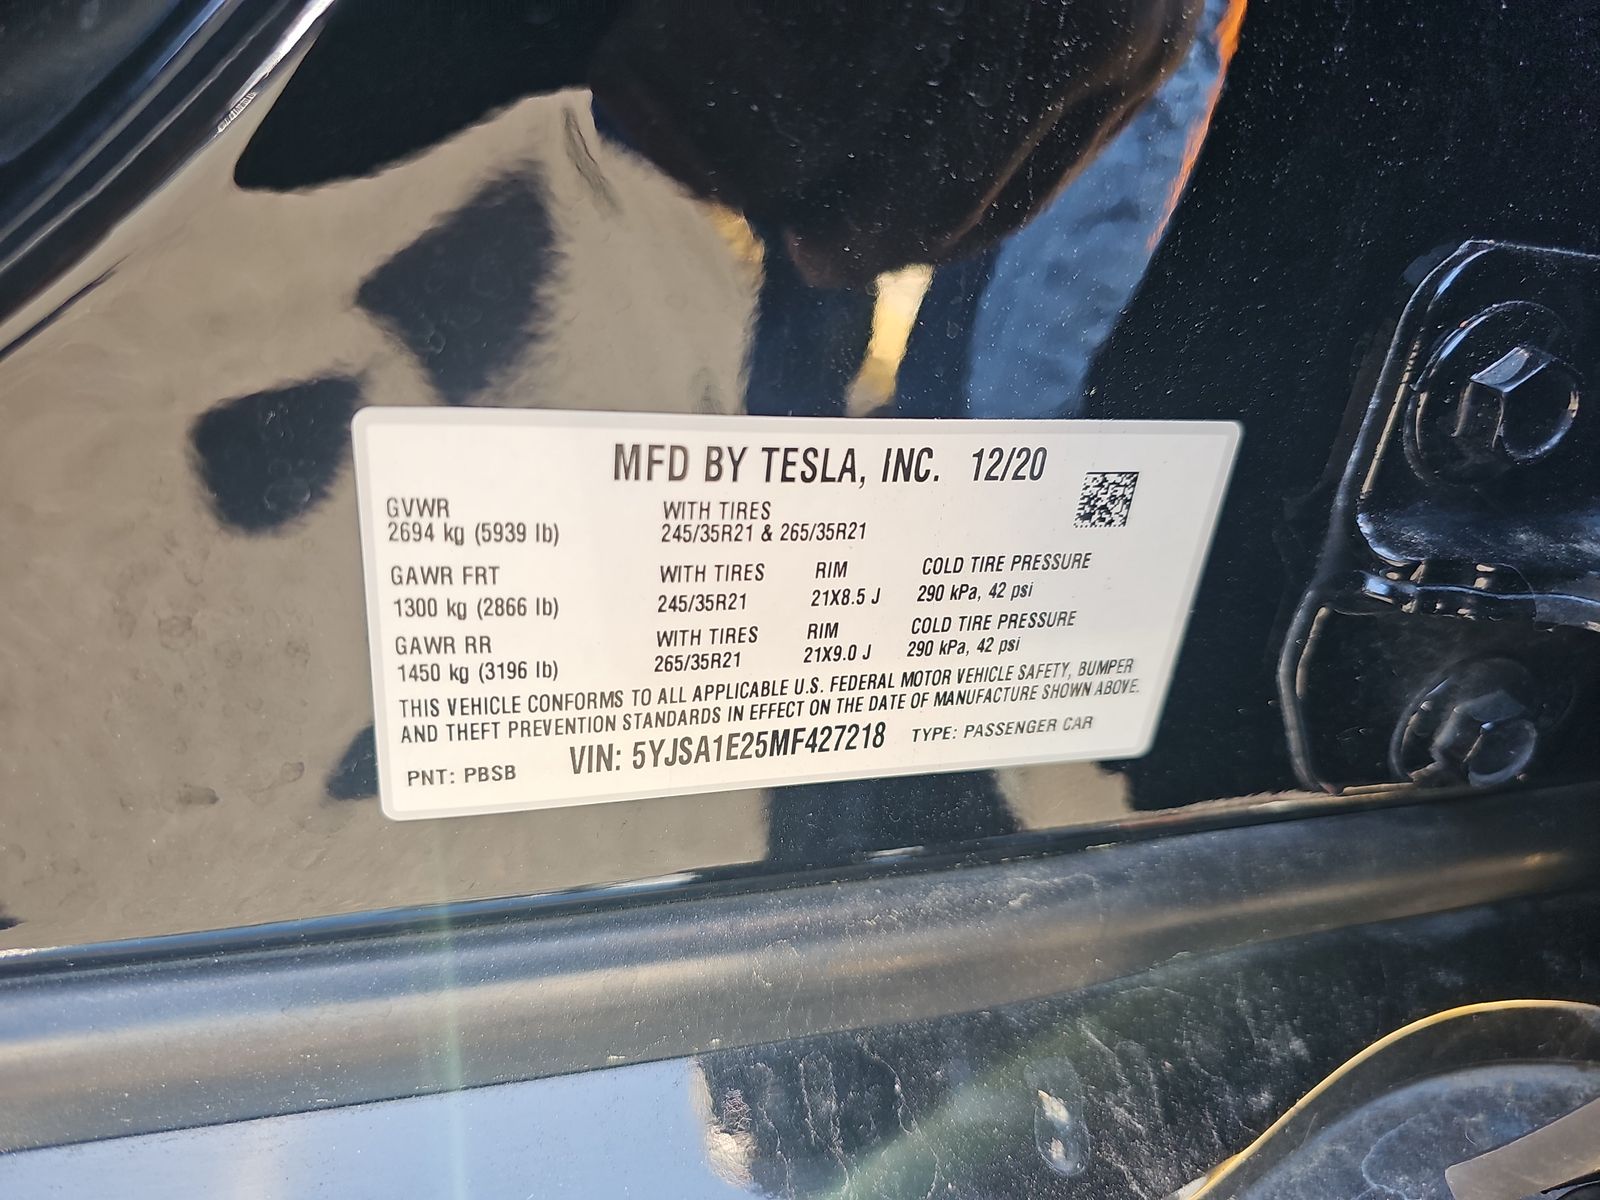 MFD BY TESLA, INC. 12/20
GVWR WITH TIRES
2694 kg (5939 lb) 245/35R21 & 265/35R21
GAWR FRT WITH TIRES RIM COLD TIRE PRESSURE
1300 kg (2866 lb) 245/35R21 21X8.5 J 290 kPa, 42 psi
GAWR RR WITH TIRES RIM COLD TIRE PRESSURE
1450 kg (3196 lb) 265/35R21 21X9.0 J 290 kPa, 42 psi
THIS VEHICLE CONFORMS TO ALL APPLICABLE U.S. FEDERAL MOTOR VEHICLE SAFETY, BUMPER
AND THEFT PREVENTION STANDARDS IN EFFECT ON THE DATE OF MANUFACTURE SHOWN ABOVE.
PNT: PBSB VIN: 5YJSA1E25MF427218 TYPE: PASSENGER CAR